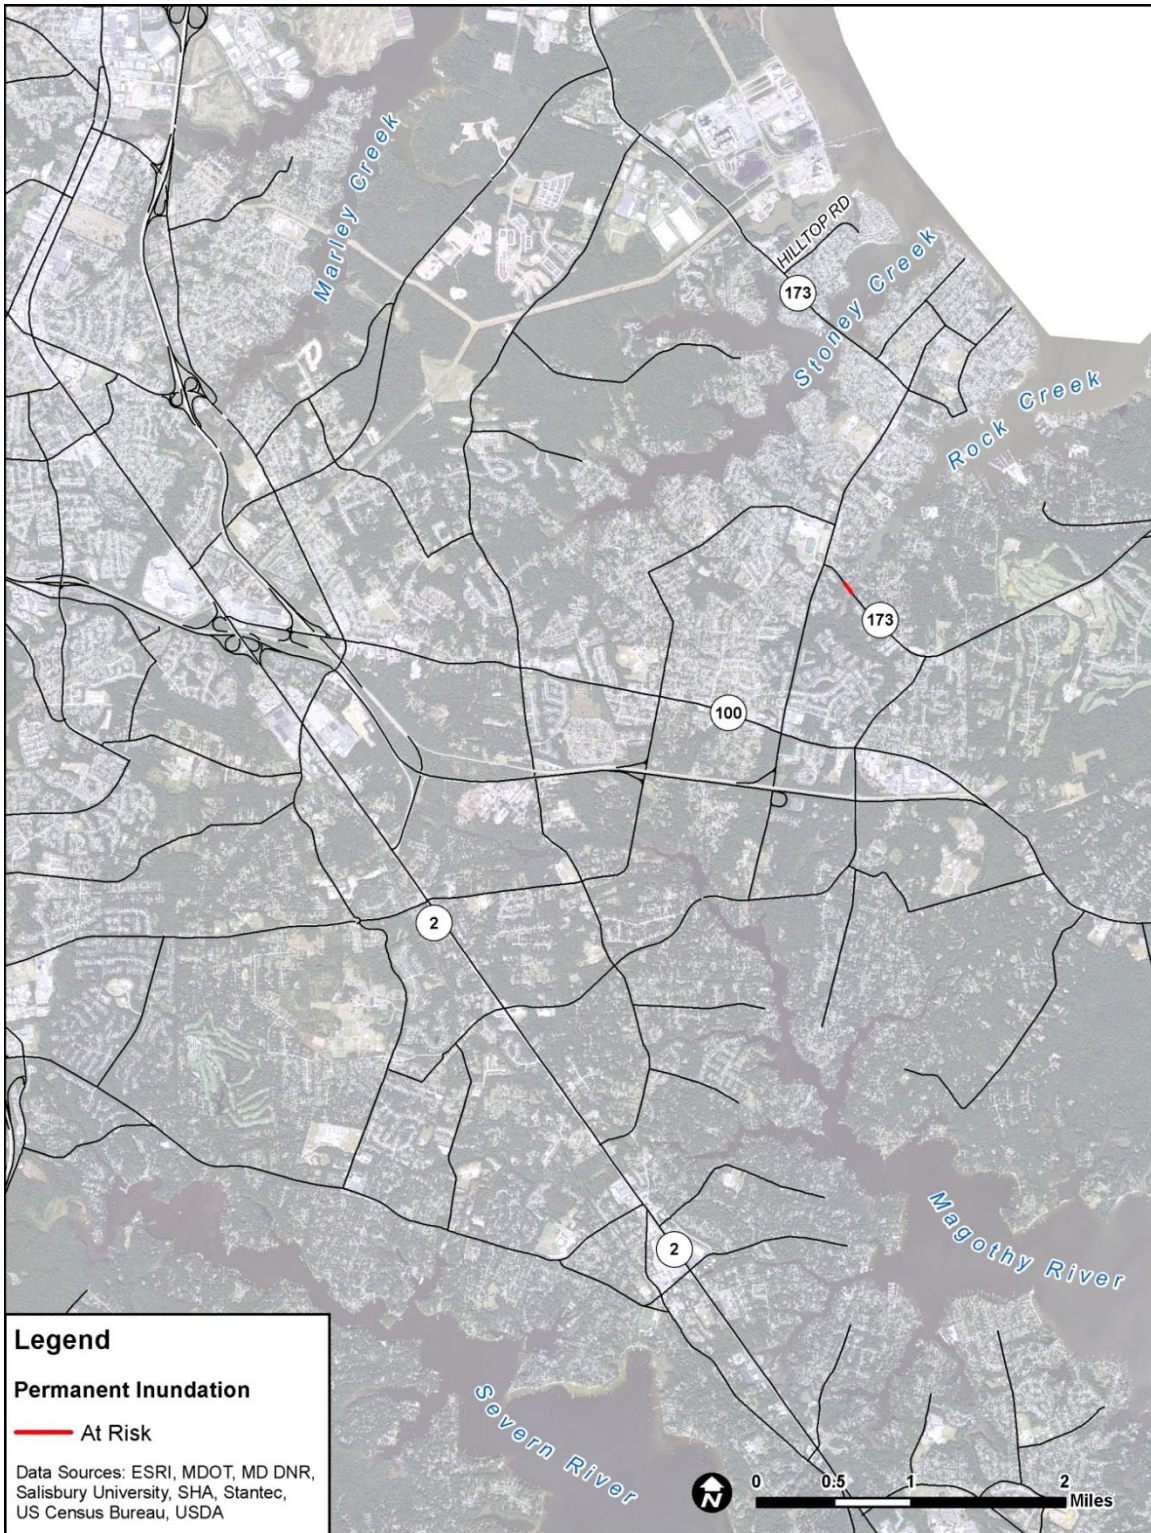 Marley Creek
HILLTOP RD
173
Stoney Creek
Rock Creek
173
100
2
Magothy River
2
Severn River
Legend
Permanent Inundation
At Risk
Data Sources: ESRI, MDOT, MD DNR,
Salisbury University, SHA, Stantec,
US Census Bureau, USDA
N
0 0.5 1 2
Miles